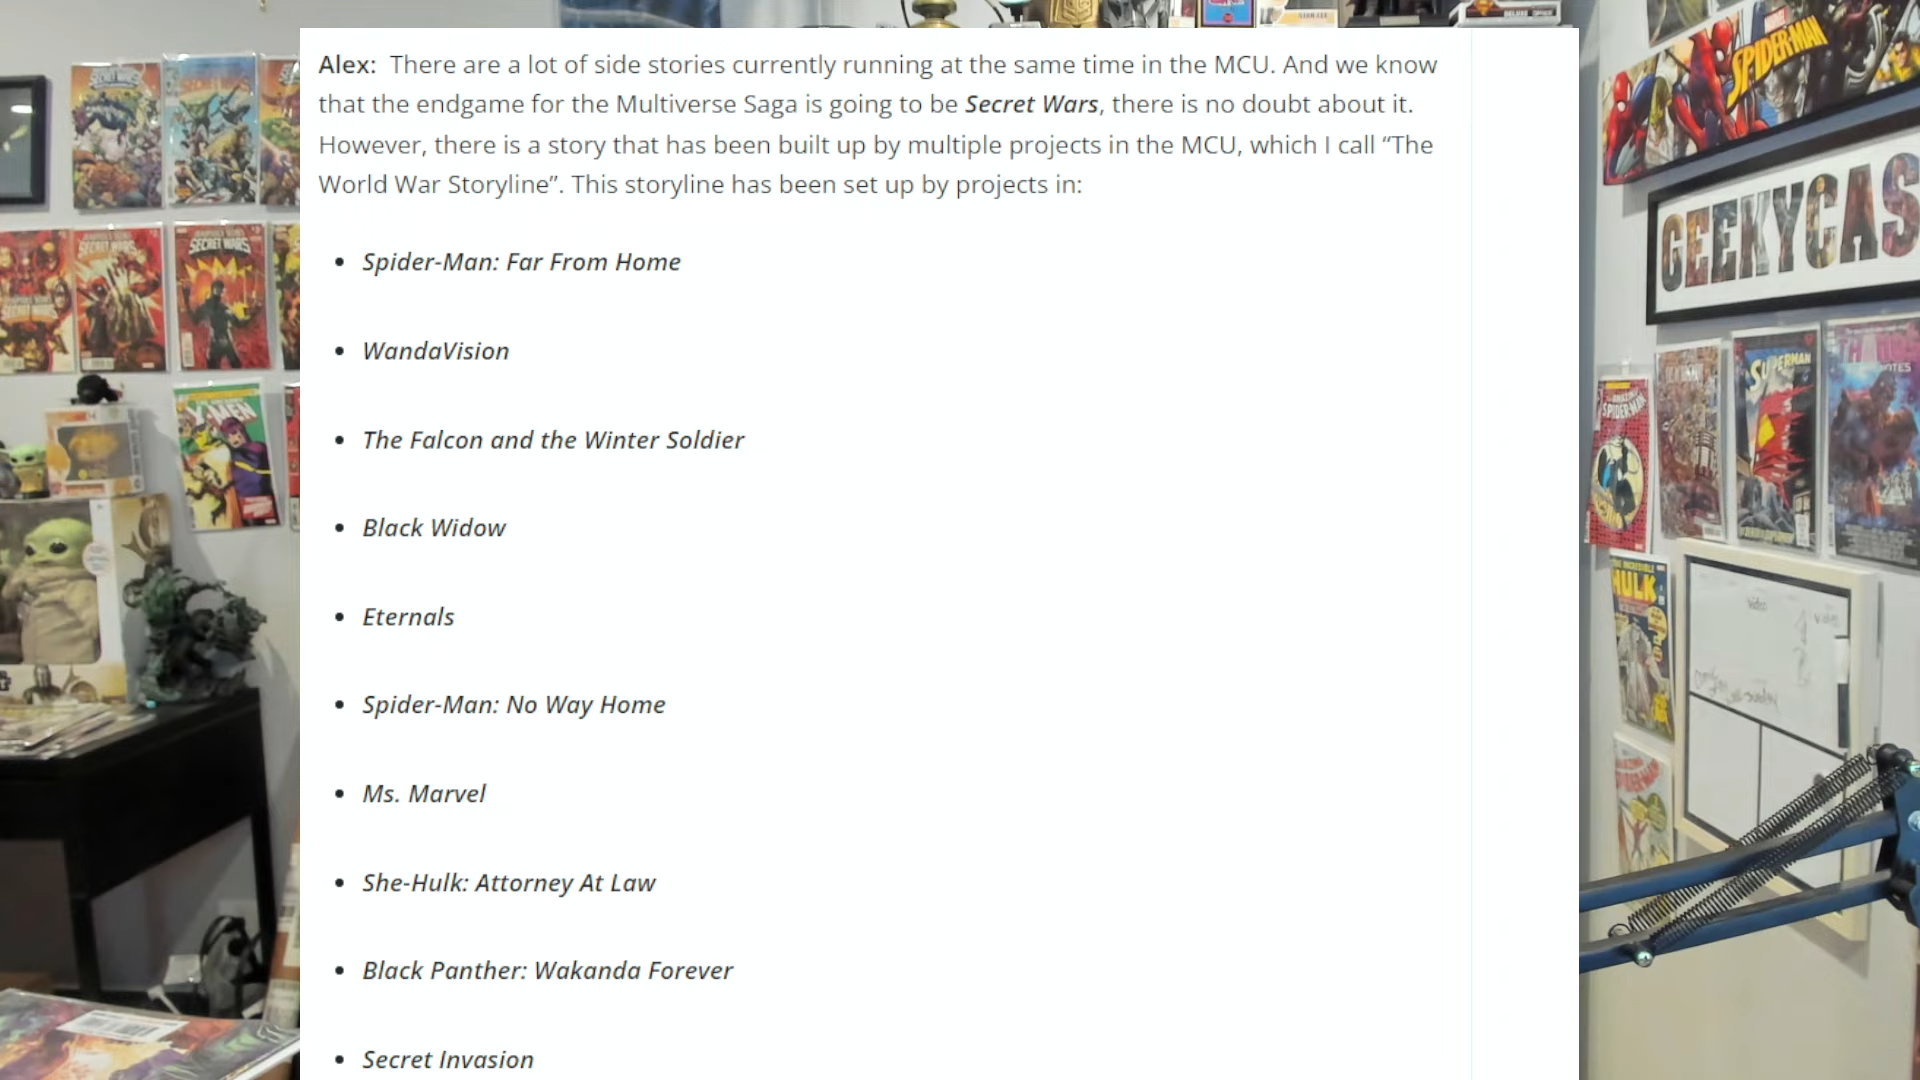 Alex: There are a lot of side stories currently running at the same time in the MCU. And we know
that the endgame for the Multiverse Saga is going to be Secret Wars, there is no doubt about it.
However, there is a story that has been built up by multiple projects in the MCU, which I call “The
World War Storyline”. This storyline has been set up by projects in:
• Spider-Man: Far From Home
• WandaVision
• The Falcon and the Winter Soldier
• Black Widow
• Eternals
• Spider-Man: No Way Home
• Ms. Marvel
• She-Hulk: Attorney At Law
• Black Panther: Wakanda Forever
• Secret Invasion
SECRET WARS
SECRET WARS
X-MEN
MARVEL
SPIDER-MAN
GEEKYCAS
SUPERMAN
SPIDER-MAN
HULK